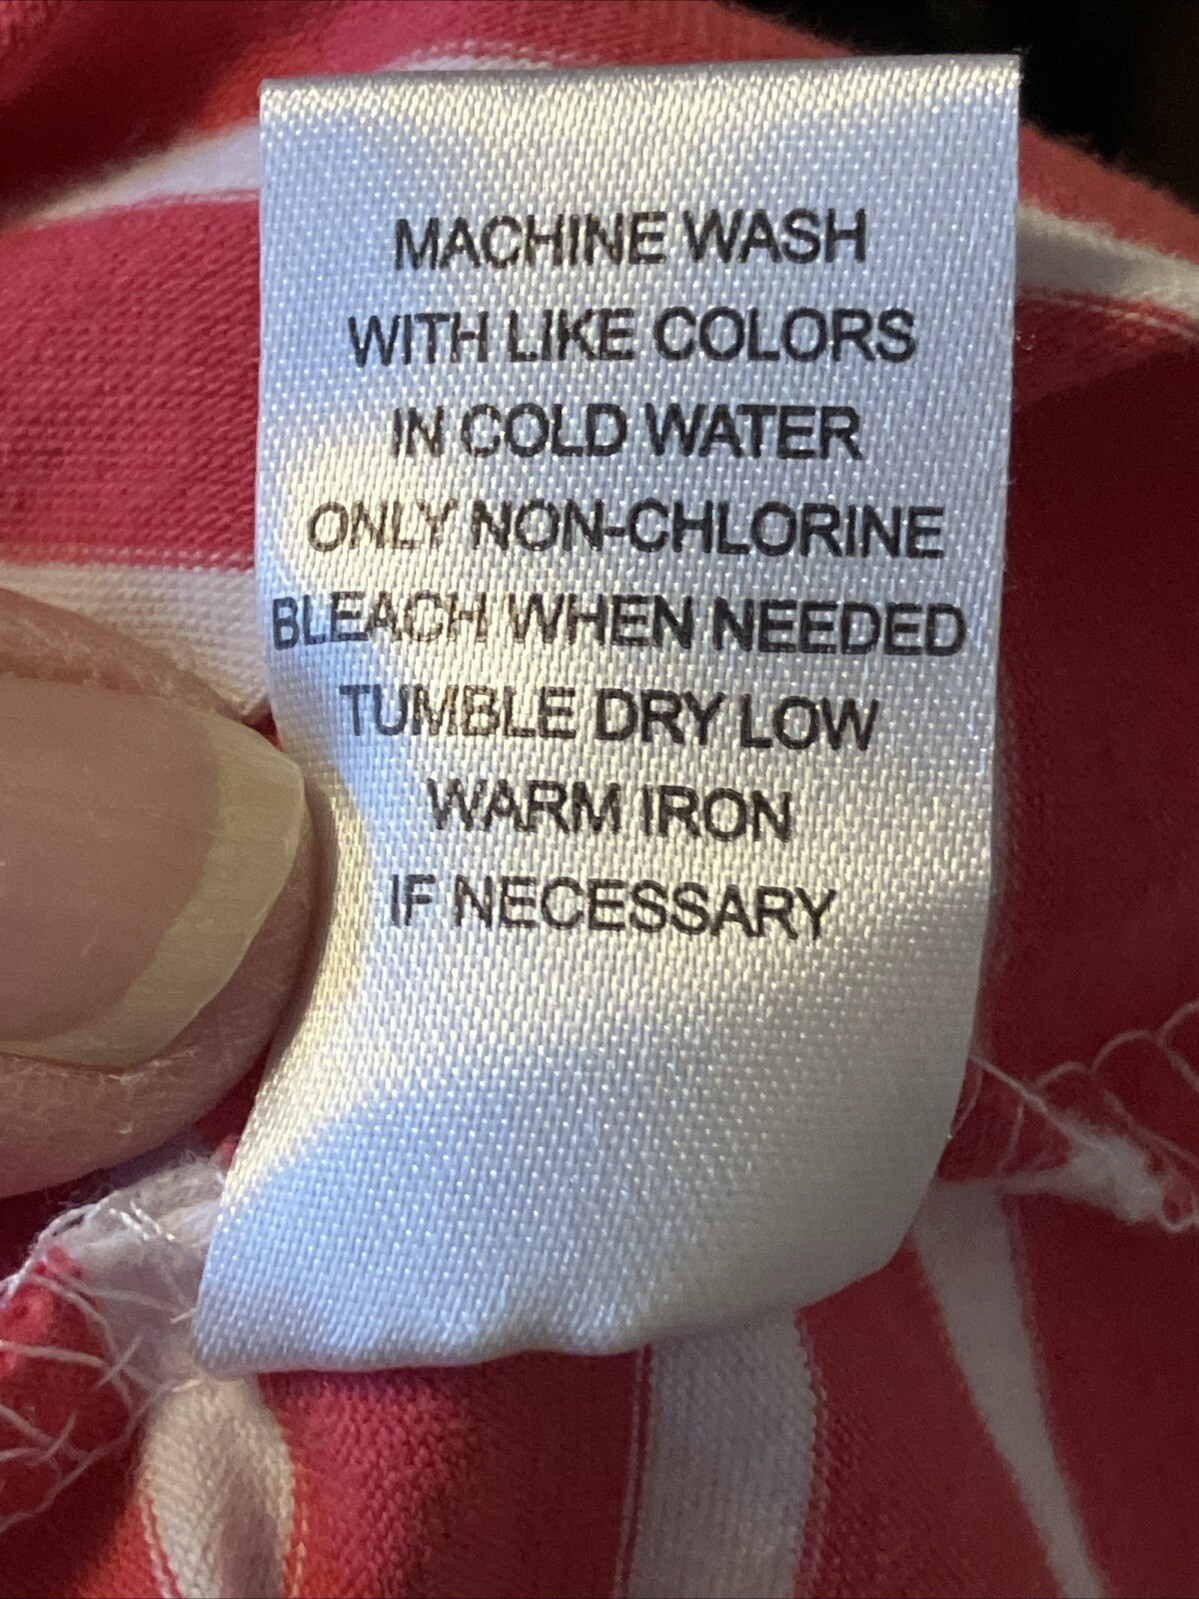 MACHINE WASH
WITH LIKE COLORS
IN COLD WATER
ONLY NON-CHLORINE
BLEACH WHEN NEEDED
TUMBLE DRY LOW
WARM IRON
IF NECESSARY